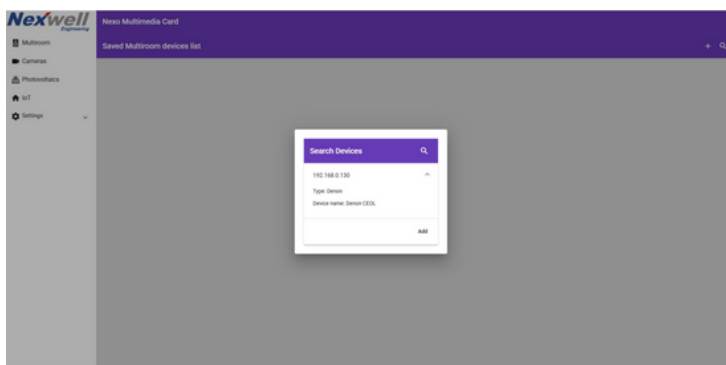 Nexwell
Engineering
Nexo Multimedia Card
Saved Multiroom devices list
Multiroom
Cameras
Photovoltaics
IoT
Settings
Search Devices
192.168.0.130
Type: Denon
Device name: Denon CEOL
Add